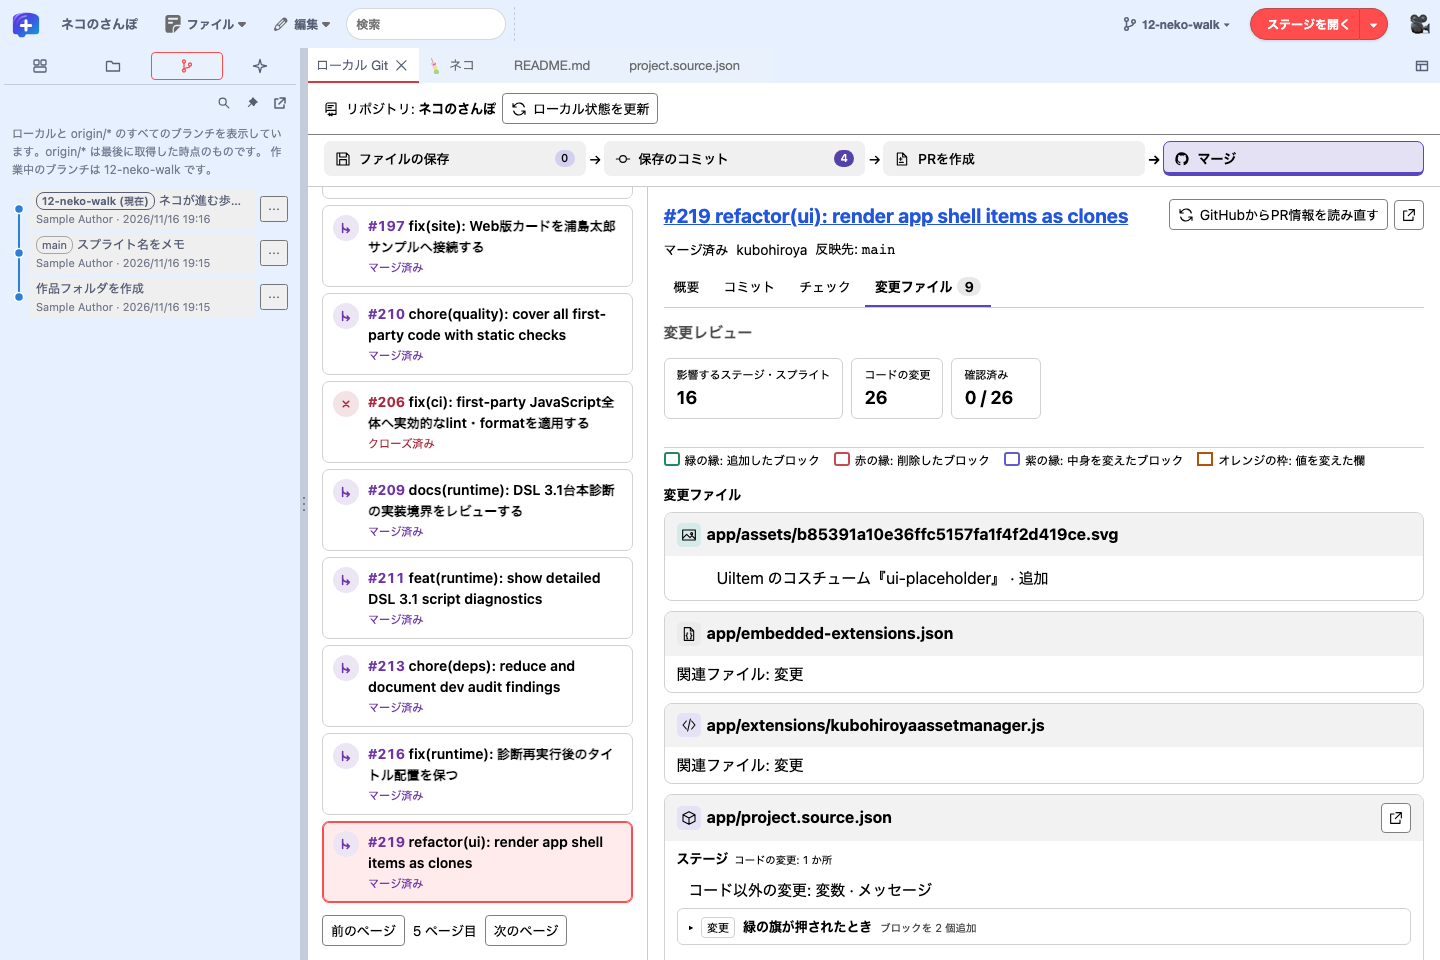 ネコのさんぽ
ファイル
編集
検索
12-neko-walk
ステージを開く
ローカル Git
ネコ
README.md
project.source.json
ローカルと origin/* のすべてのブランチを表示してい
ます。origin/* は最後に取得した時点のものです。 作
業中のブランチは 12-neko-walk です。
12-neko-walk (現在) ネコが進む歩...
Sample Author · 2026/11/16 19:16
main スプライト名をメモ
Sample Author · 2026/11/16 19:15
作品フォルダを作成
Sample Author · 2026/11/16 19:15
リポジトリ: ネコのさんぽ
ローカル状態を更新
ファイルの保存 0
保存のコミット 4
PRを作成
マージ
#197 fix(site): Web版カードを浦島太郎
サンプルへ接続する
マージ済み
#210 chore(quality): cover all first-
party code with static checks
マージ済み
#206 fix(ci): first-party JavaScript全
体へ実効的なlint・formatを適用する
クローズ済み
#209 docs(runtime): DSL 3.1台本診断
の実装境界をレビューする
マージ済み
#211 feat(runtime): show detailed
DSL 3.1 script diagnostics
マージ済み
#213 chore(deps): reduce and
document dev audit findings
マージ済み
#216 fix(runtime): 診断再実行後のタイ
トル配置を保つ
マージ済み
#219 refactor(ui): render app shell
items as clones
マージ済み
前のページ 5 ページ目 次のページ
#219 refactor(ui): render app shell items as clones
GitHubからPR情報を読み直す
マージ済み kubohiroya 反映先: main
概要 コミット チェック 変更ファイル 9
変更レビュー
影響するステージ・スプライト
16
コードの変更
26
確認済み
0 / 26
緑の縁: 追加したブロック 赤の縁: 削除したブロック 紫の縁: 中身を変えたブロック オレンジの枠: 値を変えた欄
変更ファイル
app/assets/b85391a10e36ffc5157fa1f4f2d419ce.svg
UiItem のコスチューム『ui-placeholder』 · 追加
app/embedded-extensions.json
関連ファイル: 変更
app/extensions/kubohiroyaassetmanager.js
関連ファイル: 変更
app/project.source.json
ステージ コードの変更: 1 か所
コード以外の変更: 変数 · メッセージ
変更 緑の旗が押されたとき ブロックを 2 個追加